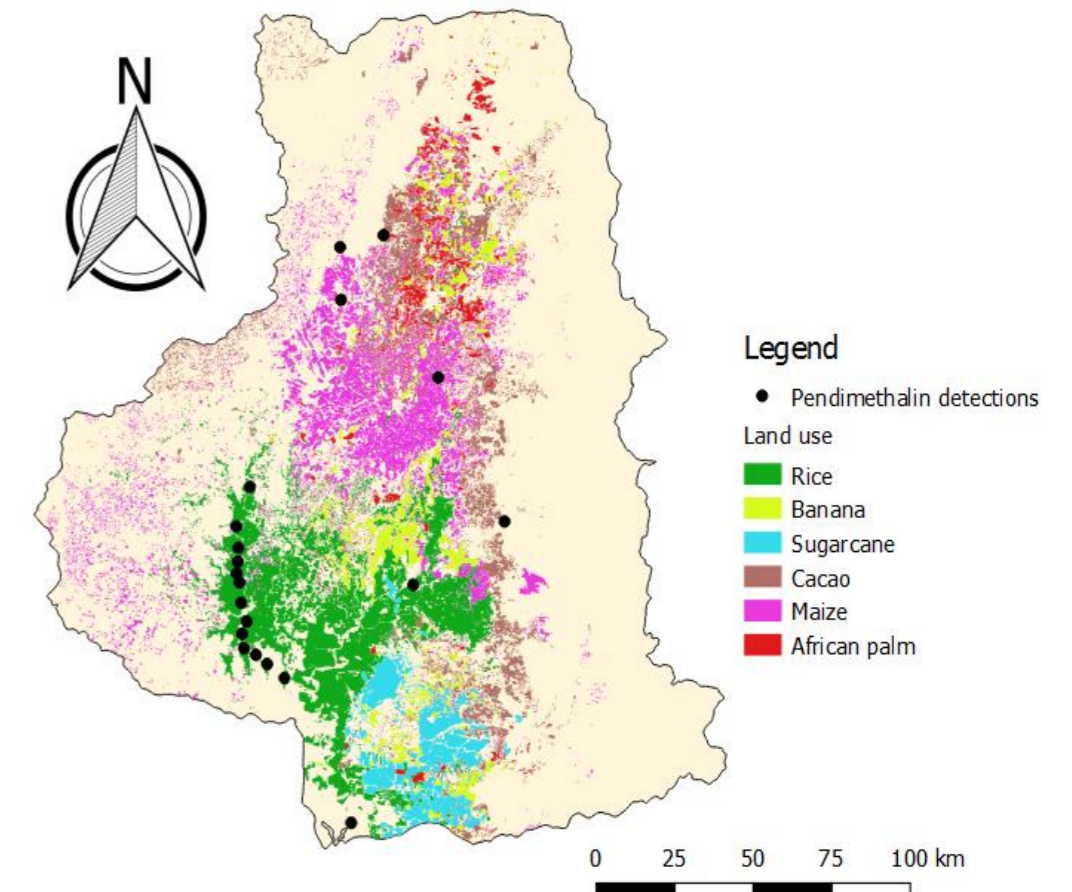 N
Legend
Pendimethalin detections
Land use
Rice
Banana
Sugarcane
Cacao
Maize
African palm
0 25 50 75 100 km